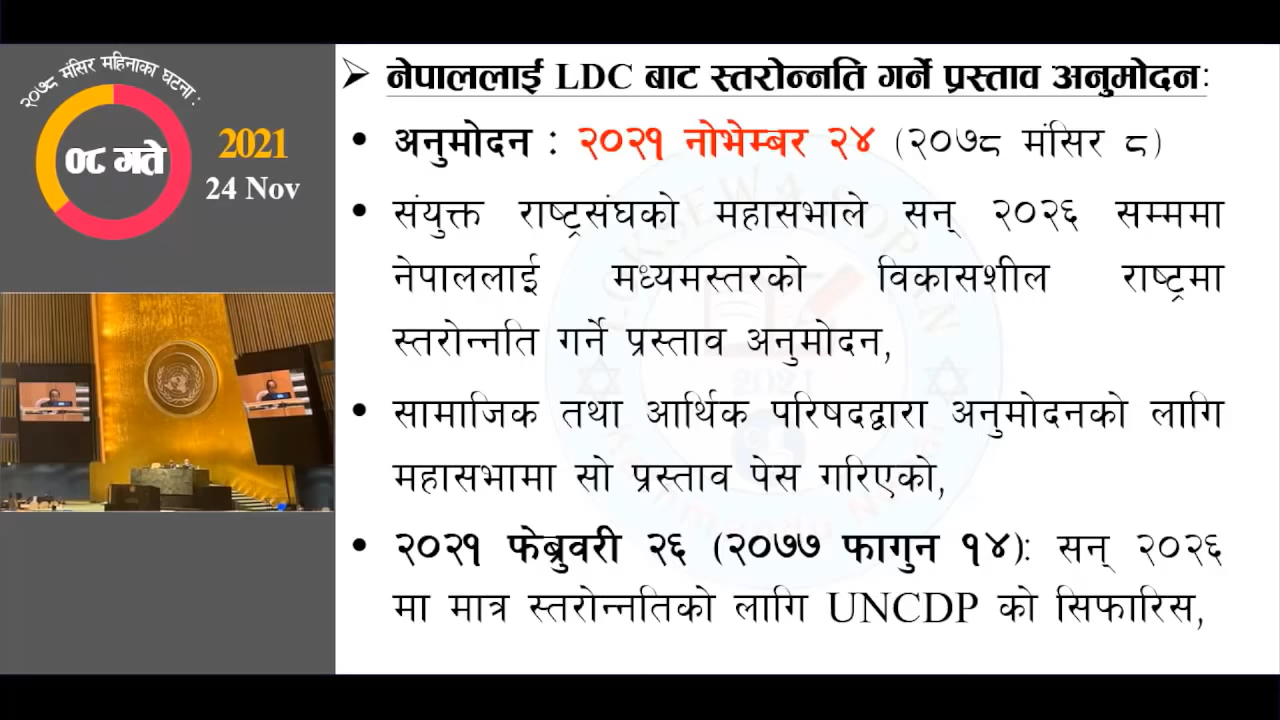 २०७८ मंसिर महिनाका घटना :
०८ गते
2021
24 Nov
➢ नेपाललाई LDC बाट स्तरोन्नति गर्ने प्रस्ताव अनुमोदनः
• अनुमोदन : २०२१ नोभेम्बर २४ (२०७८ मंसिर ८)
• संयुक्त राष्ट्रसंघको महासभाले सन् २०२६ सम्ममा
नेपाललाई मध्यमस्तरको विकासशील राष्ट्रमा
स्तरोन्नति गर्ने प्रस्ताव अनुमोदन,
• सामाजिक तथा आर्थिक परिषदद्वारा अनुमोदनको लागि
महासभामा सो प्रस्ताव पेस गरिएको,
• २०२१ फेब्रुवरी २६ (२०७७ फागुन १४): सन् २०२६
मा मात्र स्तरोन्नतिको लागि UNCDP को सिफारिस,